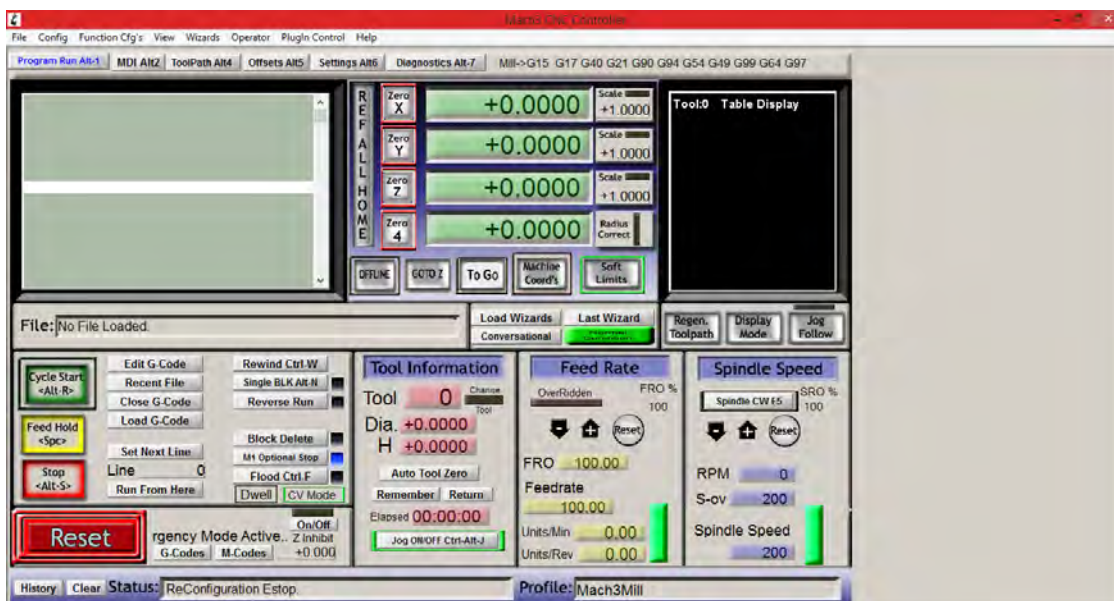 Mach3 CNC Controller
File Config Function Cfg's View Wizards Operator PlugIn Control Help
Program Run Alt-1 MDI Alt2 ToolPath Alt4 Offsets Alt5 Settings Alt6 Diagnostics Alt-7 Mill->G15 G17 G40 G21 G90 G94 G54 G49 G99 G64 G97
REF ALL HOME
Zero X +0.0000 Scale +1.0000
Zero Y +0.0000 Scale +1.0000
Zero Z +0.0000 Scale +1.0000
Zero 4 +0.0000 Radius Correct
OFFLINE GOTO Z To Go Machine Coord's Soft Limits
Tool:0 Table Display
File: No File Loaded.
Load Wizards Last Wizard
Conversational
Regen. Toolpath Display Mode Jog Follow
Cycle Start <Alt-R>
Feed Hold <Spc>
Stop <Alt-S>
Edit G-Code
Recent File
Close G-Code
Load G-Code
Set Next Line
Line 0
Run From Here
Rewind Ctrl-W
Single BLK Alt-N
Reverse Run
Block Delete
M1 Optional Stop
Flood Ctrl-F
Dwell CV Mode
Reset
rgency Mode Active..
G-Codes M-Codes
On/Off
Z Inhibit
+0.000
Tool Information
Tool 0 Change Tool
Dia. +0.0000
H +0.0000
Auto Tool Zero
Remember Return
Elapsed 00:00:00
Jog ON/OFF Ctrl-Alt-J
Feed Rate
OverRidden FRO %
100
Reset
FRO 100.00
Feedrate
100.00
Units/Min 0.00
Units/Rev 0.00
Spindle Speed
Spindle CW F5 SRO %
100
Reset
RPM 0
S-ov 200
Spindle Speed
200
History Clear Status: ReConfiguration Estop. Profile: Mach3Mill